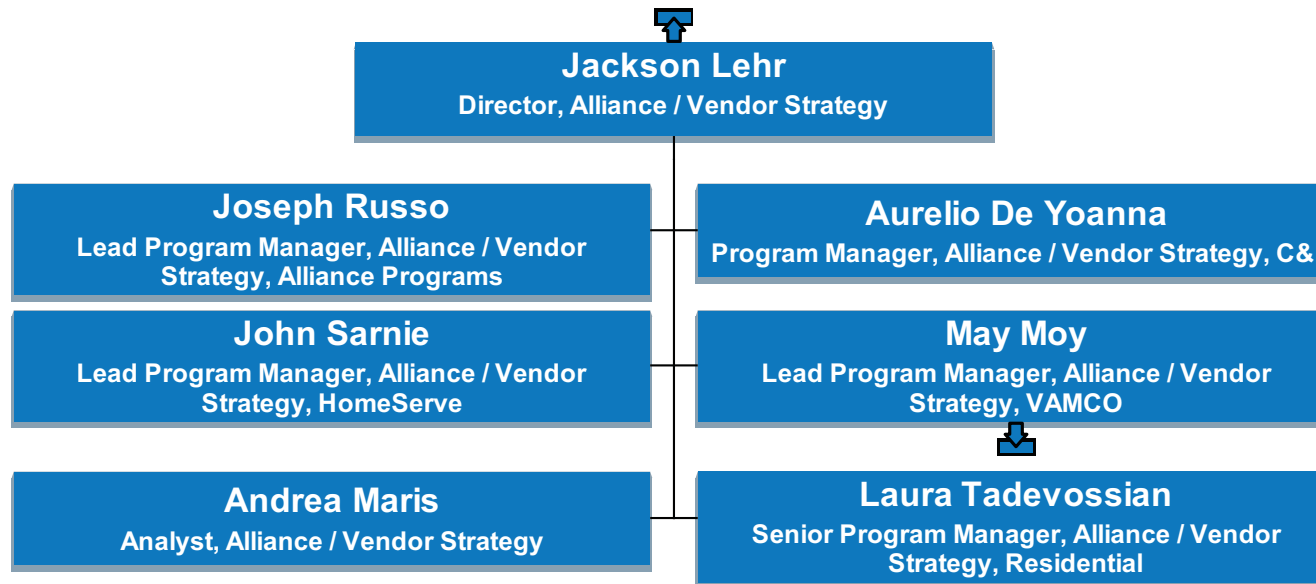 Jackson Lehr
Director, Alliance / Vendor Strategy
Joseph Russo
Lead Program Manager, Alliance / Vendor
Strategy, Alliance Programs
Aurelio De Yoanna
Program Manager, Alliance / Vendor Strategy, C&
John Sarnie
Lead Program Manager, Alliance / Vendor
Strategy, HomeServe
May Moy
Lead Program Manager, Alliance / Vendor
Strategy, VAMCO
Andrea Maris
Analyst, Alliance / Vendor Strategy
Laura Tadevossian
Senior Program Manager, Alliance / Vendor
Strategy, Residential